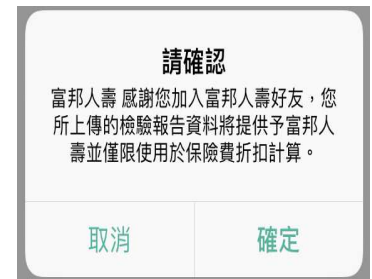 請確認
富邦人壽 感謝您加入富邦人壽好友，您
所上傳的檢驗報告資料將提供予富邦人
壽並僅限使用於保險費折扣計算。
取消
確定